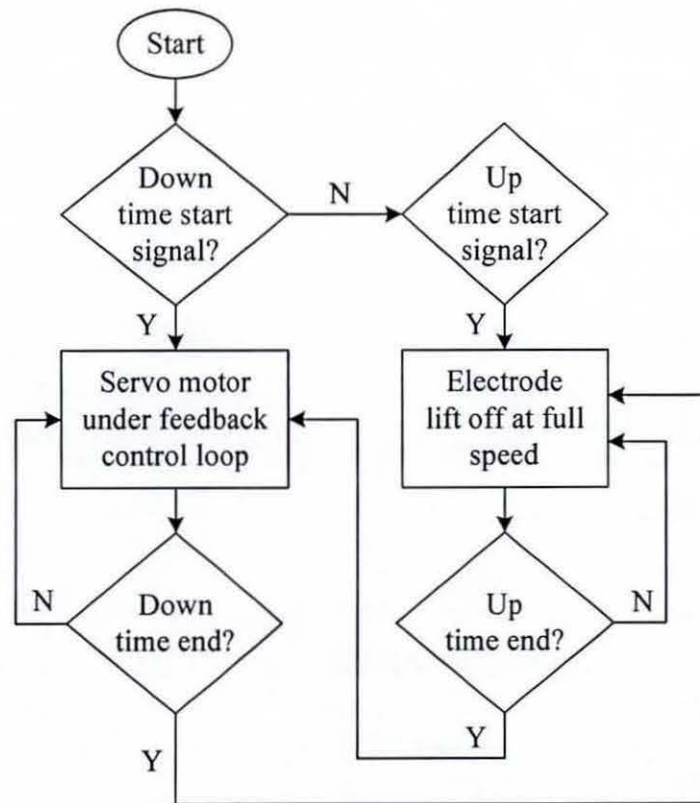 Start
Down
time start
signal?
N
Up
time start
signal?
Y
Y
Servo motor
under feedback
control loop
Electrode
lift off at full
speed
N
Down
time end?
Up
time end?
N
Y
Y